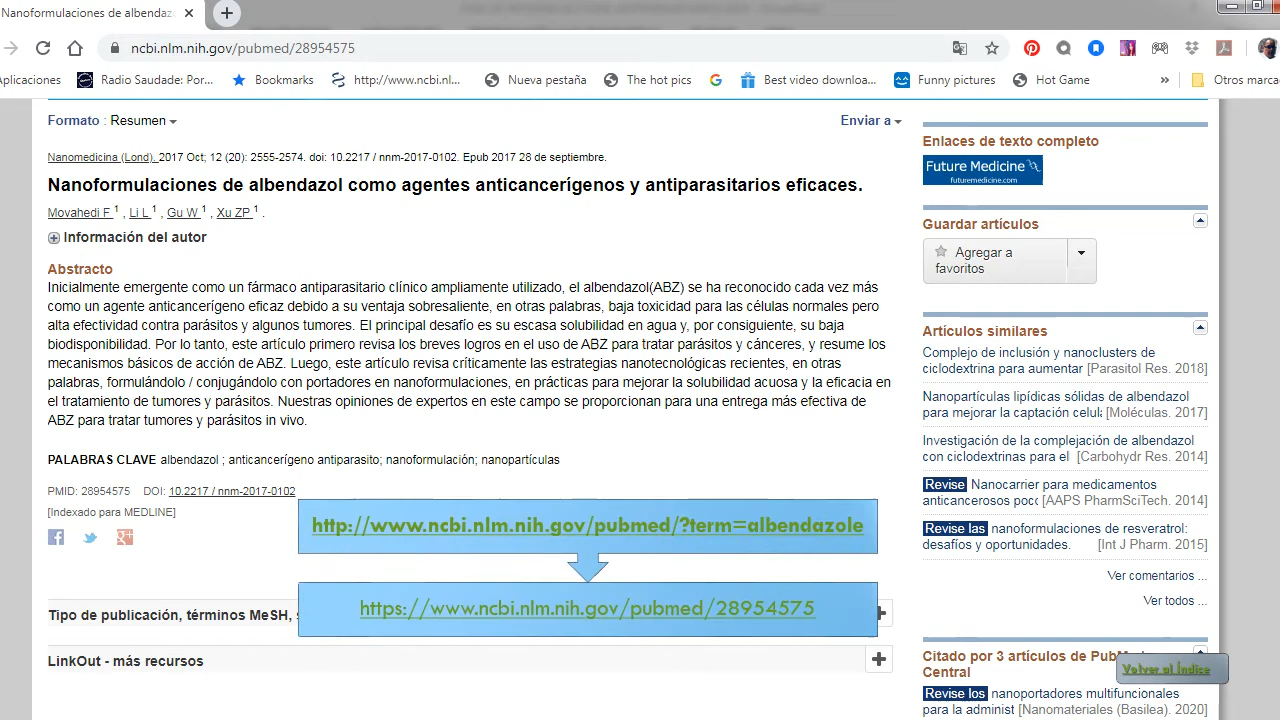 Nanoformulaciones de albendaz
ncbi.nlm.nih.gov/pubmed/28954575
Aplicaciones
Radio Saudade: Por...
Bookmarks
http://www.ncbi.nl...
Nueva pestaña
The hot pics
Best video downloa...
Funny pictures
Hot Game
»
Otros marca
Formato : Resumen
Enviar a
Nanomedicina (Lond). 2017 Oct; 12 (20): 2555-2574. doi: 10.2217 / nnm-2017-0102. Epub 2017 28 de septiembre.
Nanoformulaciones de albendazol como agentes anticancerígenos y antiparasitarios eficaces.
Movahedi F 1 , Li L 1 , Gu W 1 , Xu ZP 1 .
Información del autor
Abstracto
Inicialmente emergente como un fármaco antiparasitario clínico ampliamente utilizado, el albendazol(ABZ) se ha reconocido cada vez más
como un agente anticancerígeno eficaz debido a su ventaja sobresaliente, en otras palabras, baja toxicidad para las células normales pero
alta efectividad contra parásitos y algunos tumores. El principal desafío es su escasa solubilidad en agua y, por consiguiente, su baja
biodisponibilidad. Por lo tanto, este artículo primero revisa los breves logros en el uso de ABZ para tratar parásitos y cánceres, y resume los
mecanismos básicos de acción de ABZ. Luego, este artículo revisa críticamente las estrategias nanotecnológicas recientes, en otras
palabras, formulándolo / conjugándolo con portadores en nanoformulaciones, en prácticas para mejorar la solubilidad acuosa y la eficacia en
el tratamiento de tumores y parásitos. Nuestras opiniones de expertos en este campo se proporcionan para una entrega más efectiva de
ABZ para tratar tumores y parásitos in vivo.
PALABRAS CLAVE albendazol ; anticancerígeno antiparasito; nanoformulación; nanopartículas
PMID: 28954575 DOI: 10.2217 / nnm-2017-0102
[Indexado para MEDLINE]
http://www.ncbi.nlm.nih.gov/pubmed/?term=albendazole
https://www.ncbi.nlm.nih.gov/pubmed/28954575
Tipo de publicación, términos MeSH, s
LinkOut - más recursos
Enlaces de texto completo
Future Medicine
futuremedicine.com
Guardar artículos
Agregar a
favoritos
Artículos similares
Complejo de inclusión y nanoclusters de
ciclodextrina para aumentar [Parasitol Res. 2018]
Nanopartículas lipídicas sólidas de albendazol
para mejorar la captación celula [Moléculas. 2017]
Investigación de la complejación de albendazol
con ciclodextrinas para el [Carbohydr Res. 2014]
Revise Nanocarrier para medicamentos
anticancerosos poco [AAPS PharmSciTech. 2014]
Revise las nanoformulaciones de resveratrol:
desafíos y oportunidades. [Int J Pharm. 2015]
Ver comentarios ...
Ver todos ...
Citado por 3 artículos de PubMed
Central
Volver al Índice
Revise los nanoportadores multifuncionales
para la administ [Nanomateriales (Basilea). 2020]